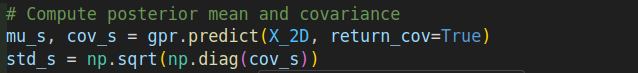 # Compute posterior mean and covariance
mu_s, cov_s = gpr.predict(X_2D, return_cov=True)
std_s = np.sqrt(np.diag(cov_s))